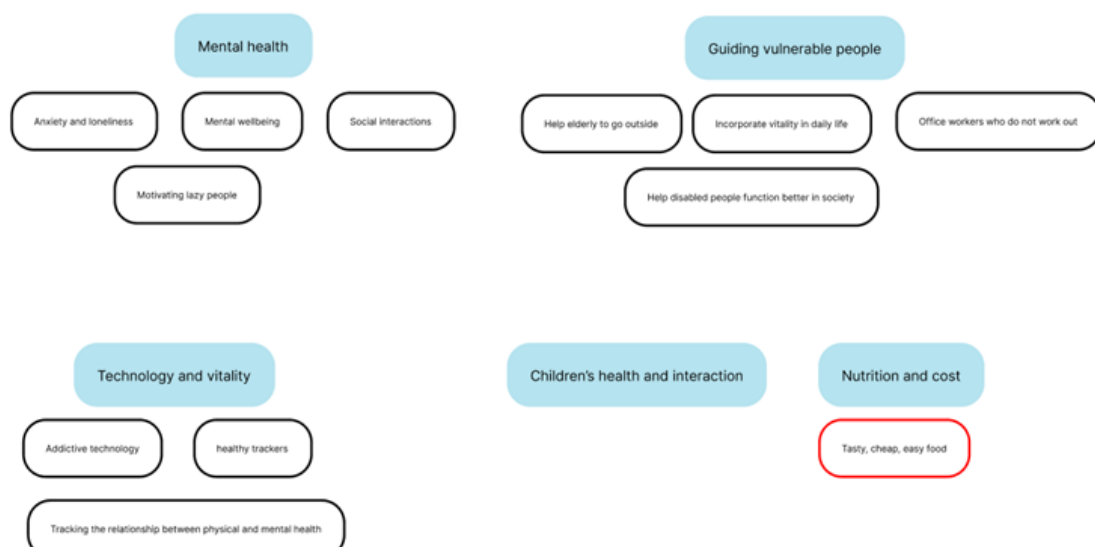 Mental health
Guiding vulnerable people
Anxiety and loneliness
Mental wellbeing
Social interactions
Help elderly to go outside
Incorporate vitality in daily life
Office workers who do not work out
Motivating lazy people
Help disabled people function better in society
Technology and vitality
Children's health and interaction
Nutrition and cost
Addictive technology
healthy trackers
Tasty, cheap, easy food
Tracking the relationship between physical and mental health